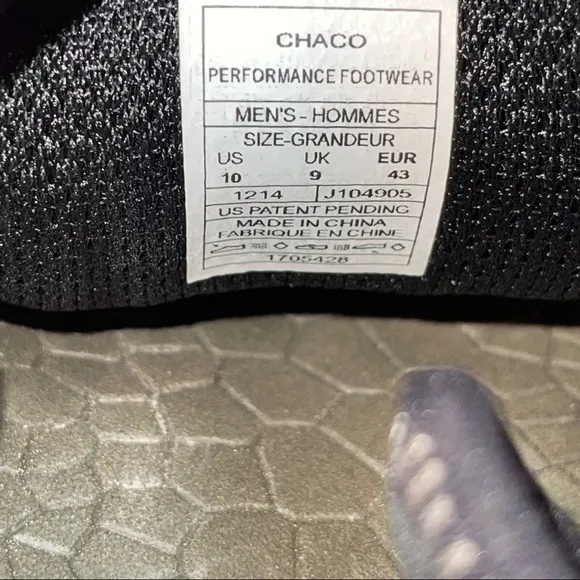 CHACO
PERFORMANCE FOOTWEAR
MEN'S-HOMMES
SIZE-GRANDEUR
US UK EUR
10 9 43
1214 J104905
US PATENT PENDING
MADE IN CHINA
FABRIQUE EN CHINE
1705428